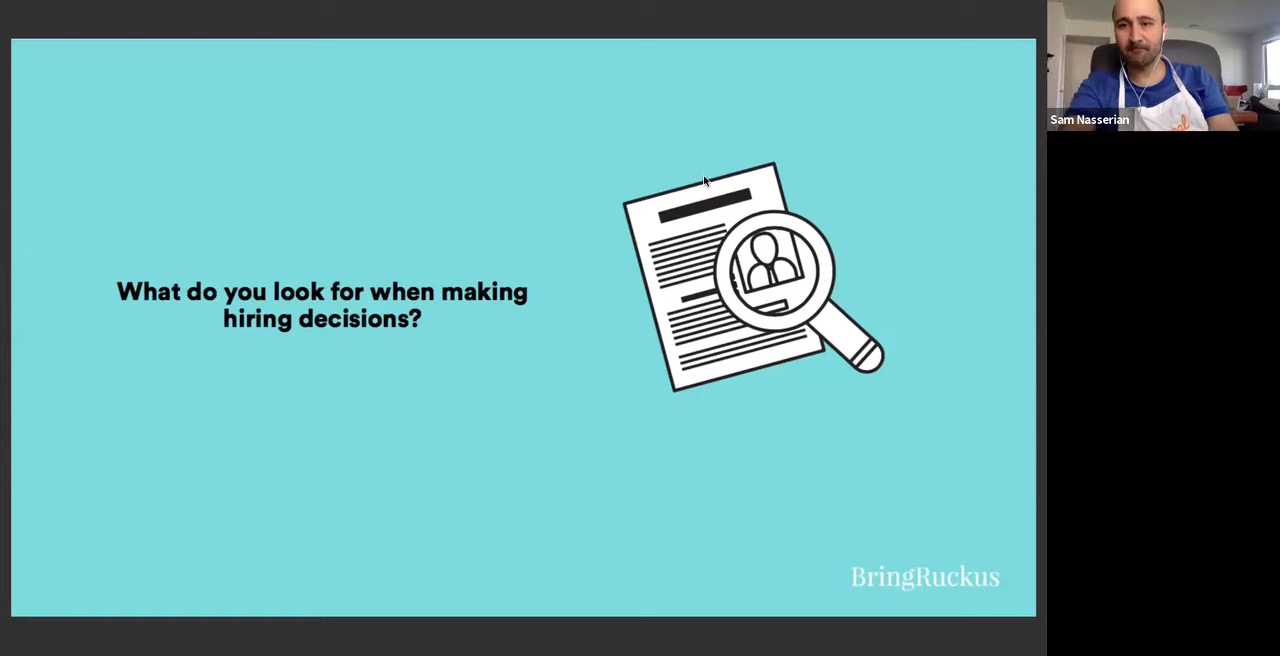 What do you look for when making
hiring decisions?
BringRuckus
Sam Nasserian